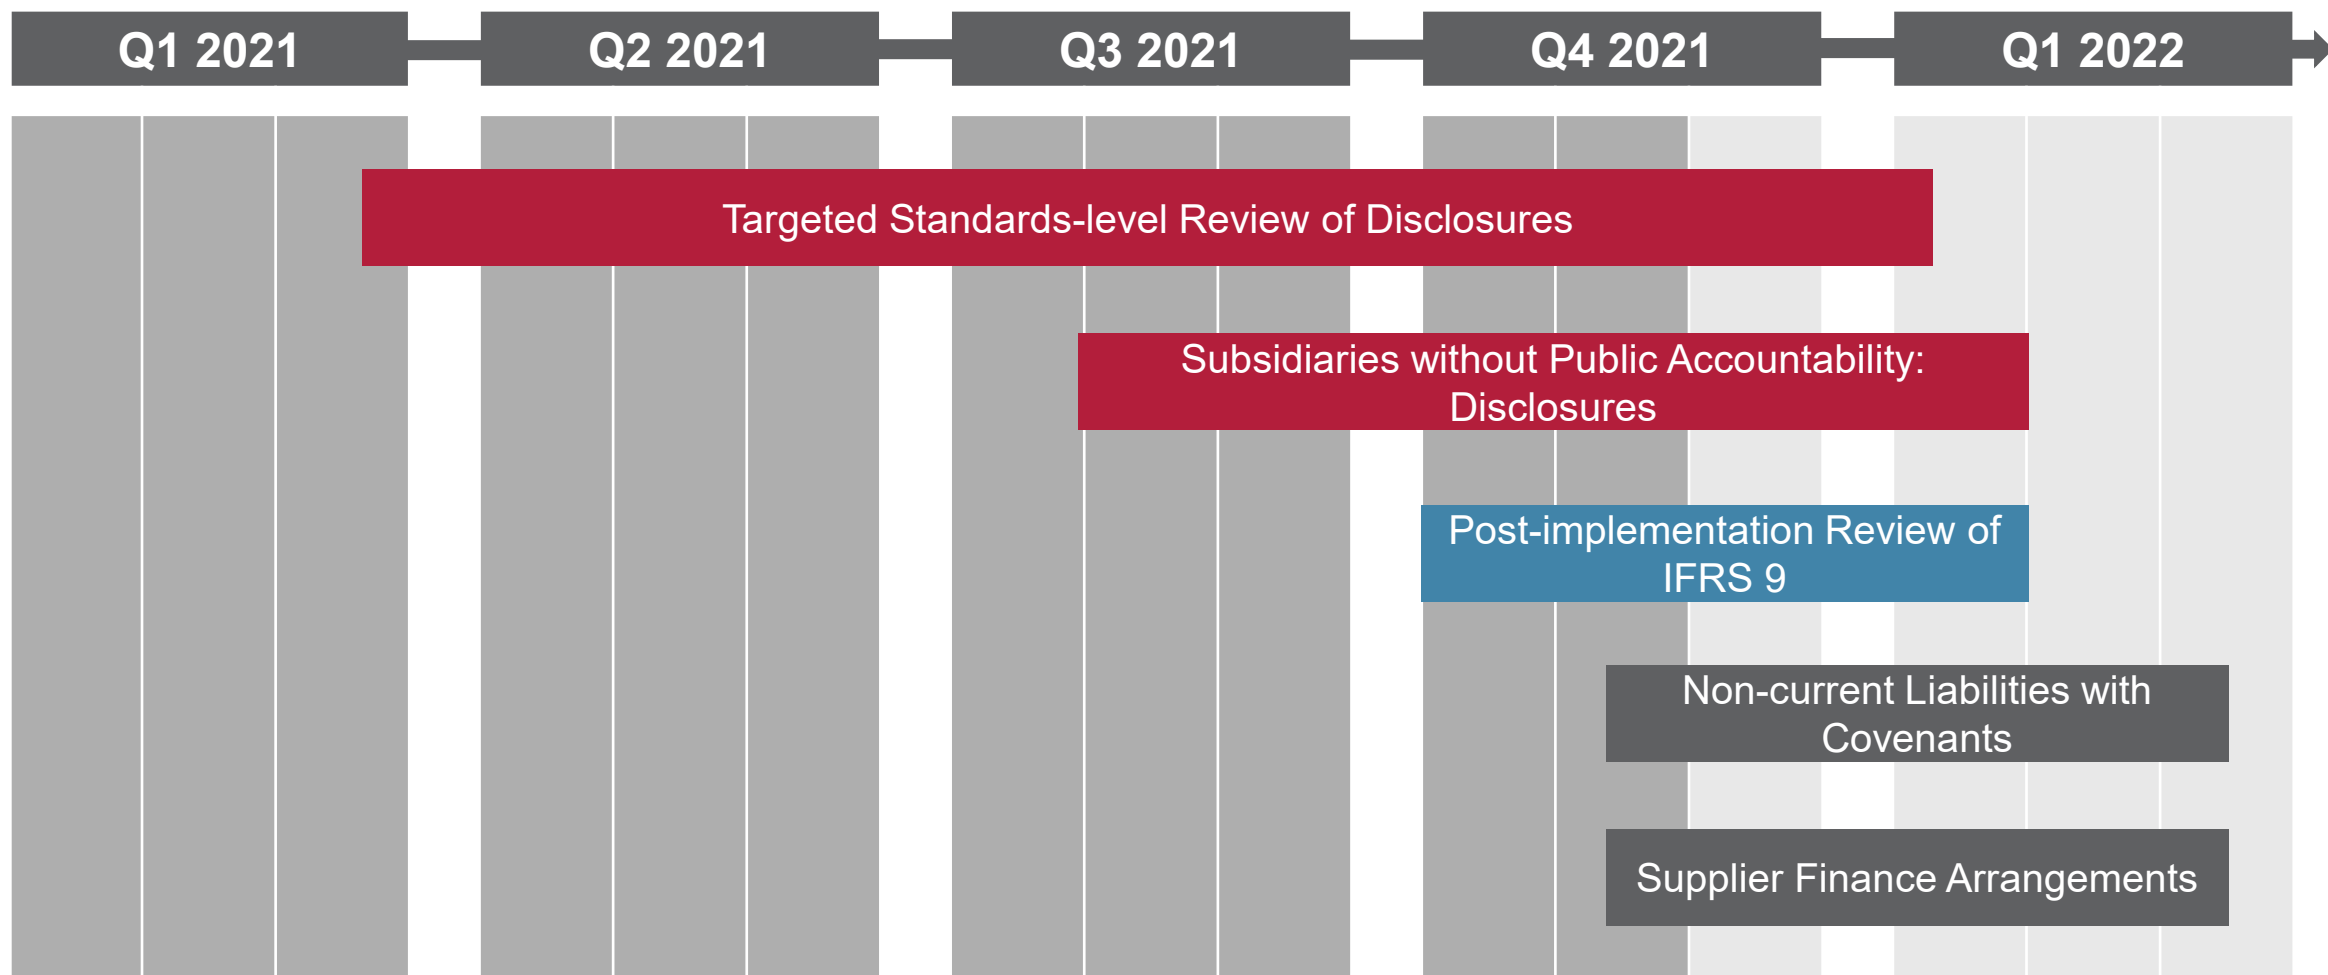 Q1 2021
Q2 2021
Q3 2021
Q4 2021
Q1 2022
Targeted Standards-level Review of Disclosures
Subsidiaries without Public Accountability:
Disclosures
Post-implementation Review of
IFRS 9
Non-current Liabilities with
Covenants
Supplier Finance Arrangements